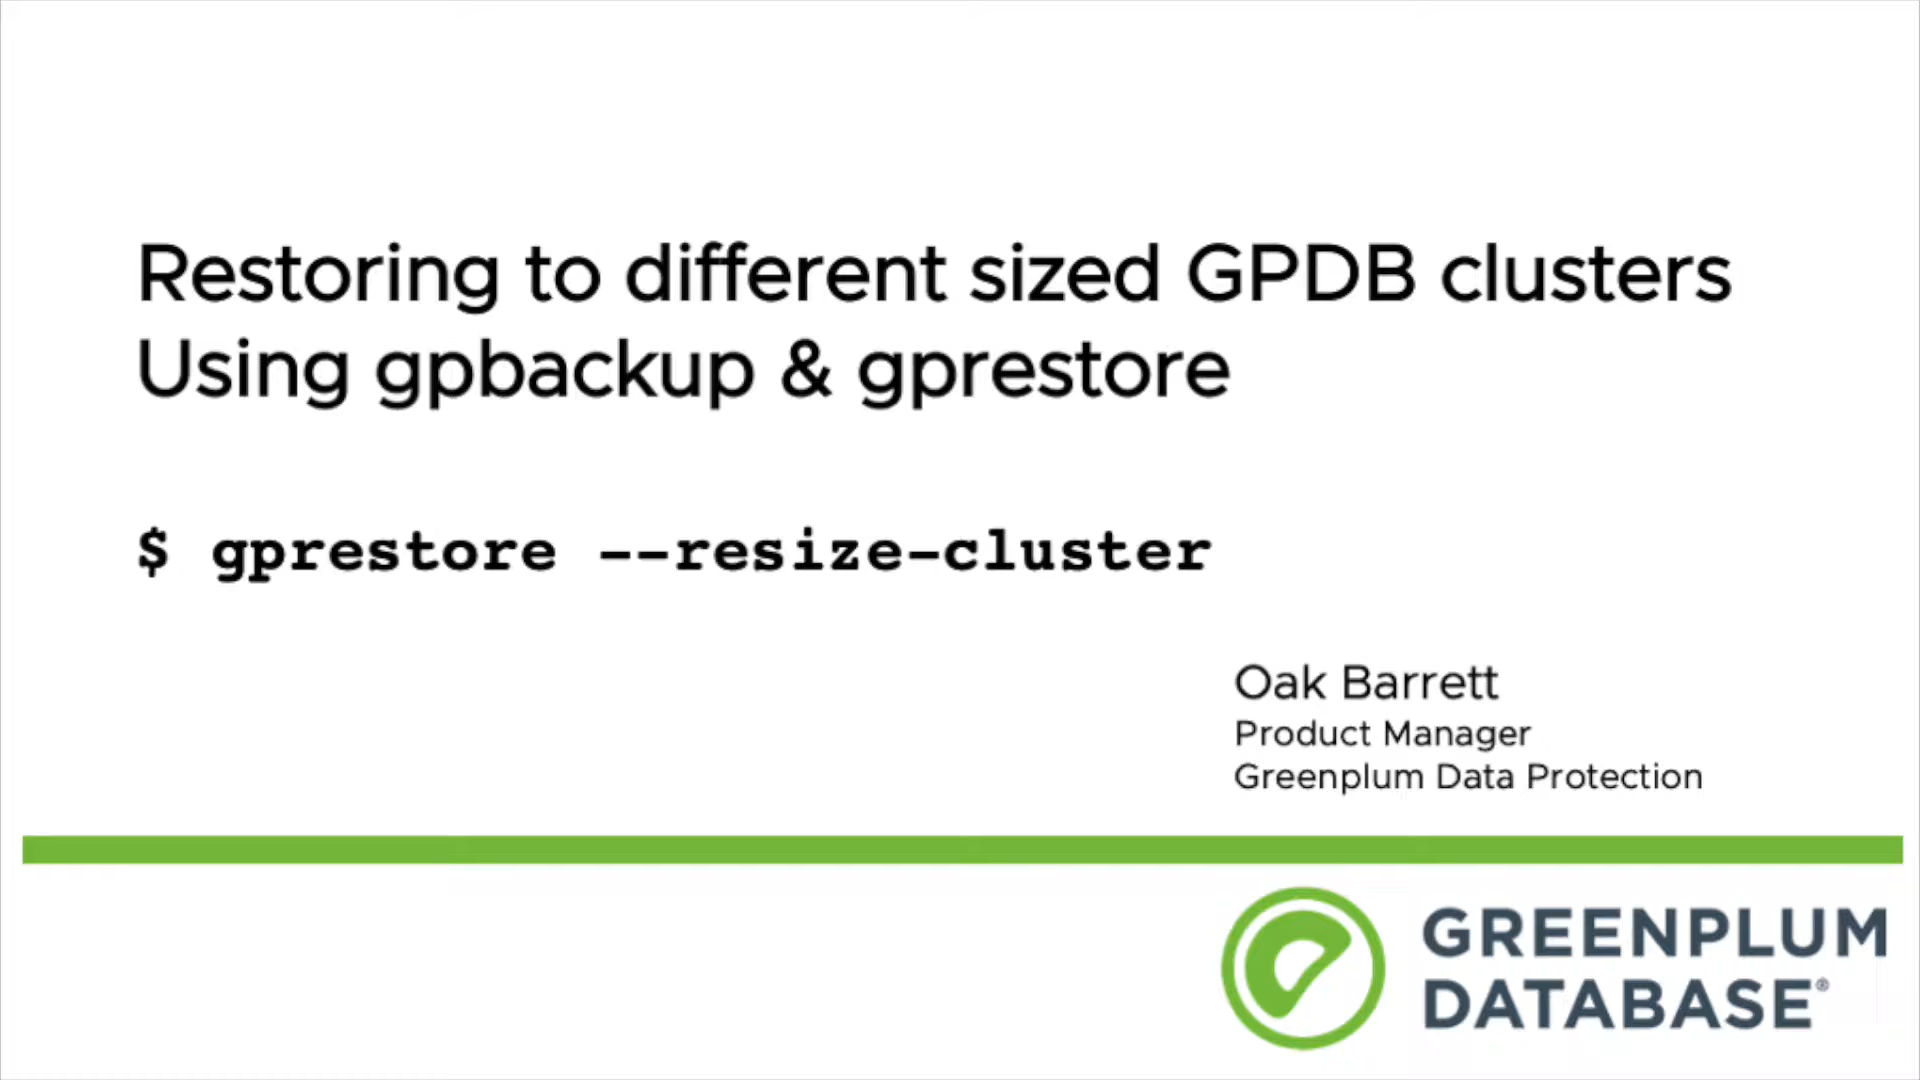 Restoring to different sized GPDB clusters
Using gpbackup & gprestore
$ gprestore --resize-cluster
Oak Barrett
Product Manager
Greenplum Data Protection
GREENPLUM
DATABASE®